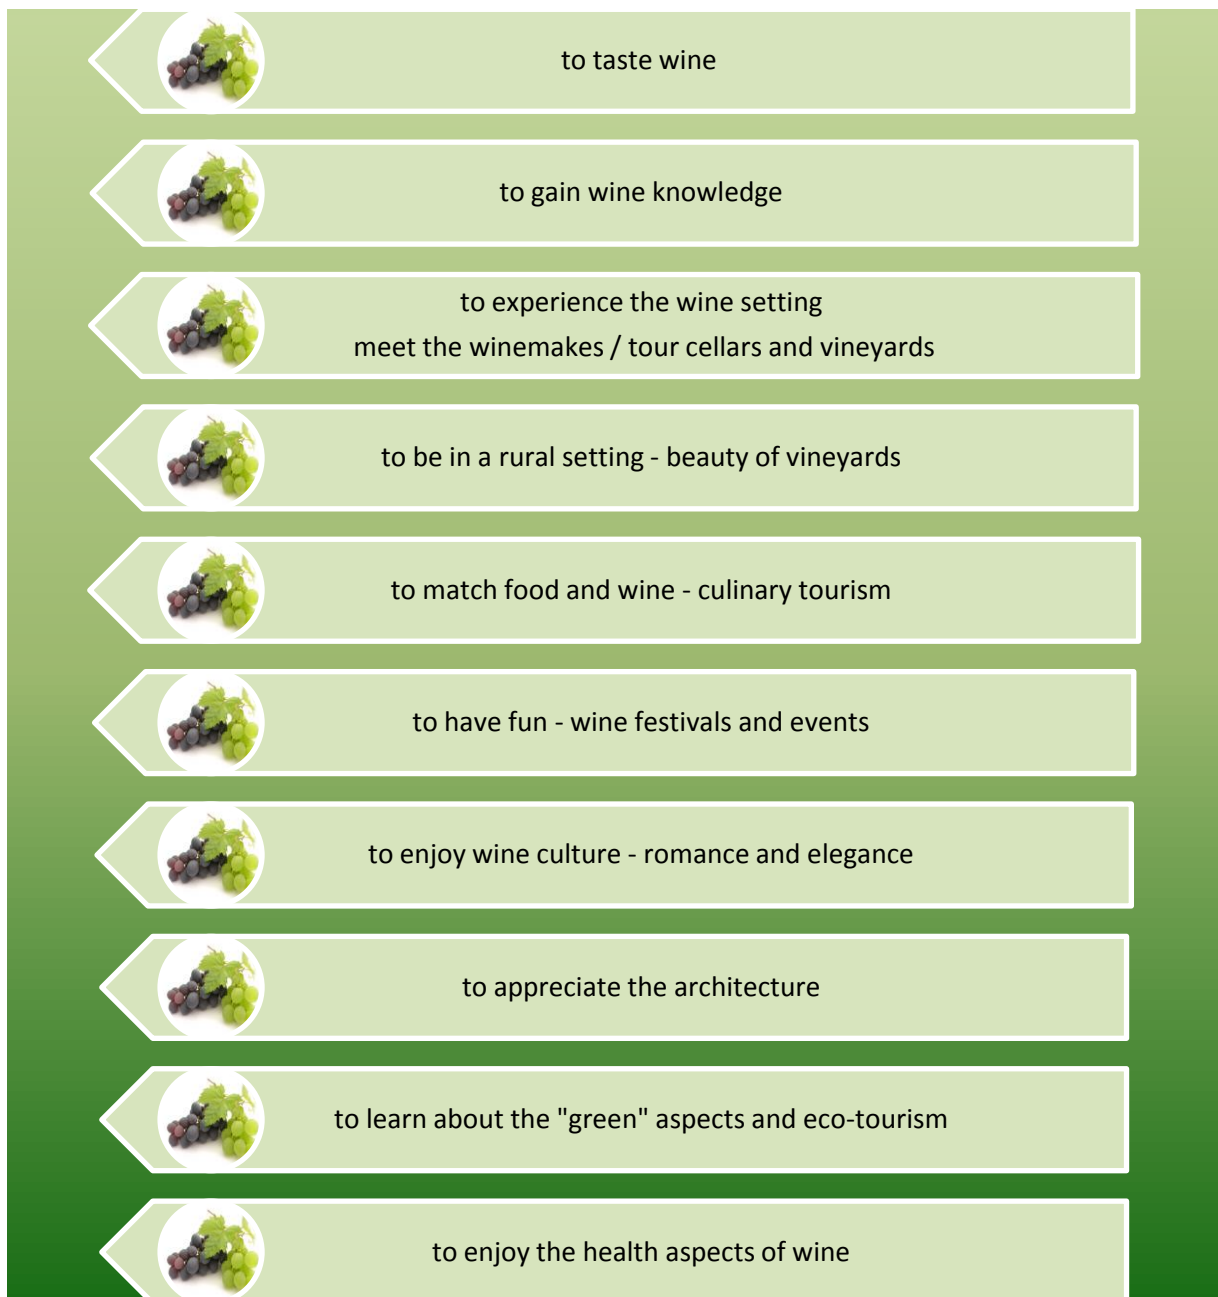 to taste wine
to gain wine knowledge
to experience the wine setting
meet the winemakes / tour cellars and vineyards
to be in a rural setting - beauty of vineyards
to match food and wine - culinary tourism
to have fun - wine festivals and events
to enjoy wine culture - romance and elegance
to appreciate the architecture
to learn about the "green" aspects and eco-tourism
to enjoy the health aspects of wine